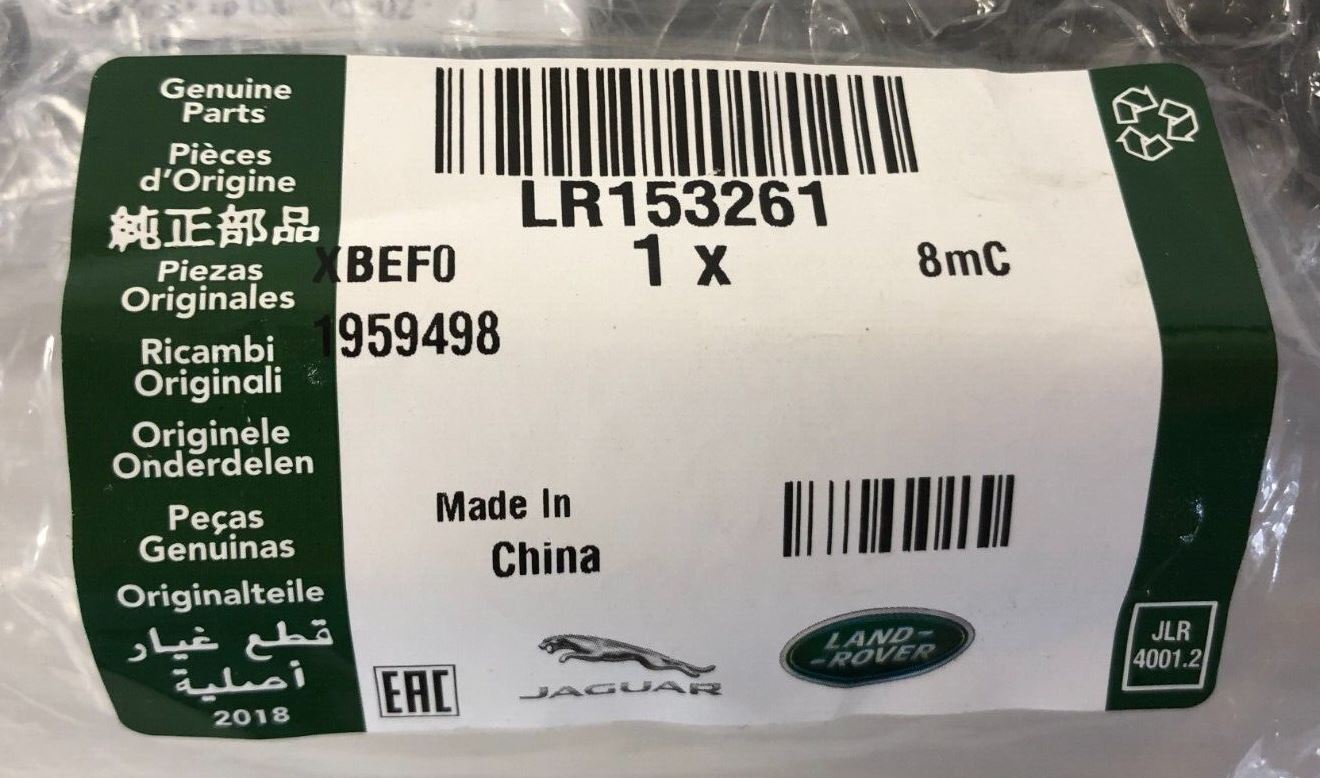 Genuine
Parts
Pièces
d'Origine
純正部品
Piezas
Originales
Ricambi
Originali
Originele
Onderdelen
Peças
Genuinas
Originalteile
قطع غيار
أصلية
2018
LR153261
XBEF0
1 x
8mC
1959498
Made In
China
EAC
JAGUAR
LAND-
-ROVER
JLR
4001.2